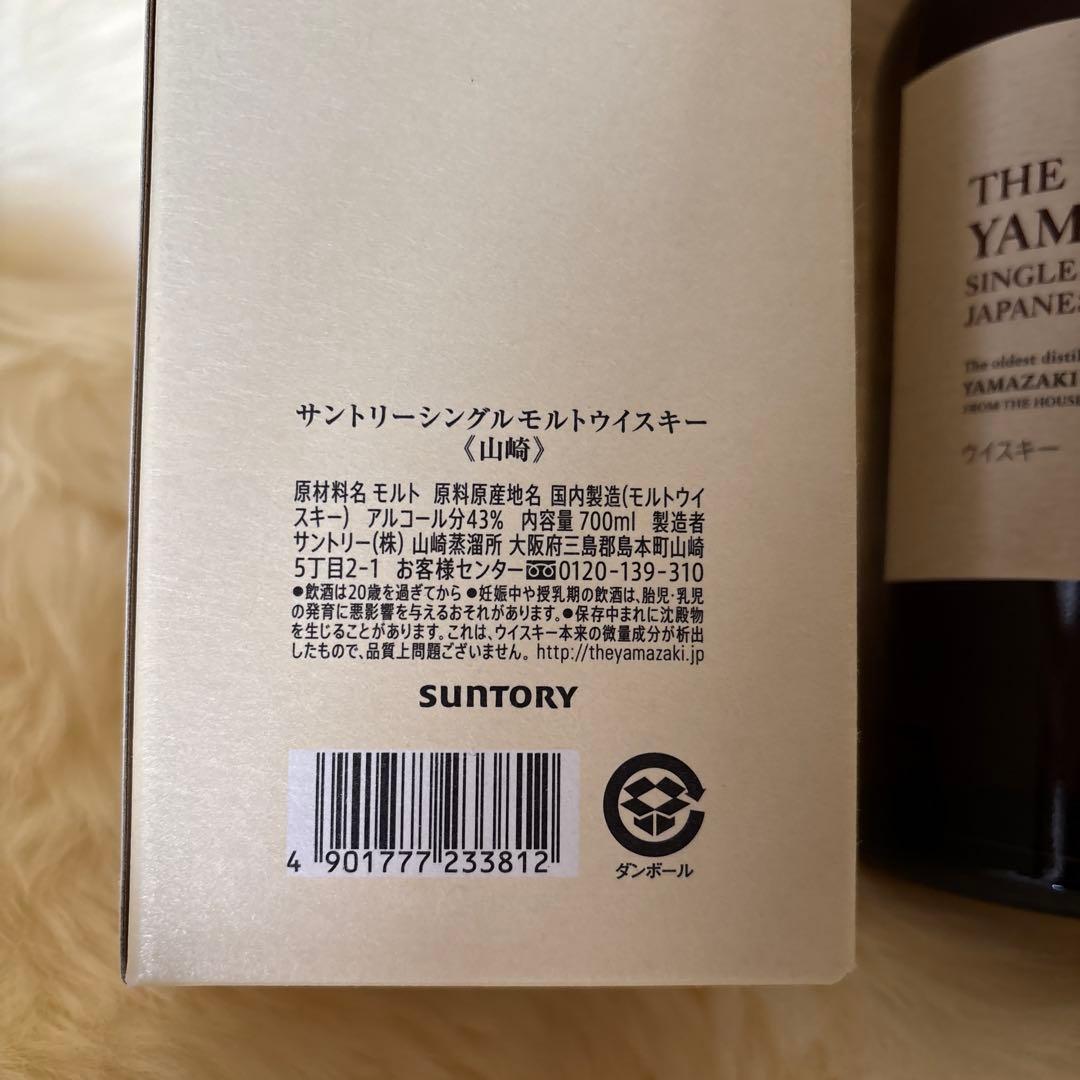 サントリーシングルモルトウイスキー
《山崎》
原材料名 モルト 原料原産地名 国内製造(モルトウイ
スキー) アルコール分43% 内容量 700ml 製造者
サントリー(株) 山崎蒸溜所 大阪府三島郡島本町山崎
5丁目2-1 お客様センター 0120-139-310
●飲酒は20歳を過ぎてから ●妊娠中や授乳期の飲酒は、胎児・乳児
の発育に悪影響を与えるおそれがあります。●保存中まれに沈殿物
を生じることがあります。これは、ウイスキー本来の微量成分が析出
したもので、品質上問題ございません。 http://theyamazaki.jp
SUNTORY
4 901777 233812
ダンボール
THE
YAM
SINGLE
JAPANES
The oldest distil
YAMAZAKI
FROM THE HOUSE
ウイスキー